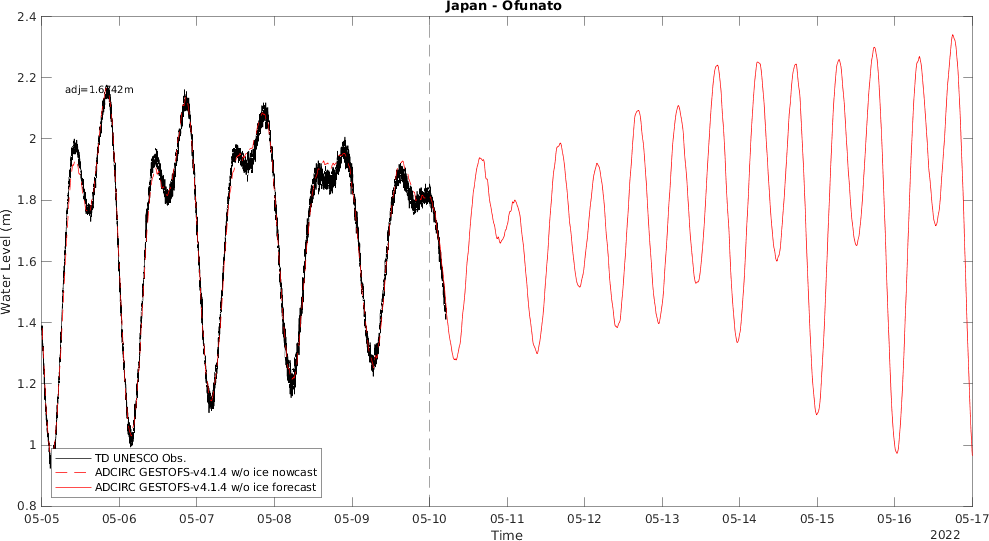 Japan - Ofunato
2.4
2.2
2
1.8
1.6
1.4
1.2
1
0.8
Water Level (m)
adj=1.6742m
TD UNESCO Obs.
ADCIRC GESTOFS-v4.1.4 w/o ice nowcast
ADCIRC GESTOFS-v4.1.4 w/o ice forecast
05-05 05-06 05-07 05-08 05-09 05-10 05-11 05-12 05-13 05-14 05-15 05-16 05-17
Time
2022